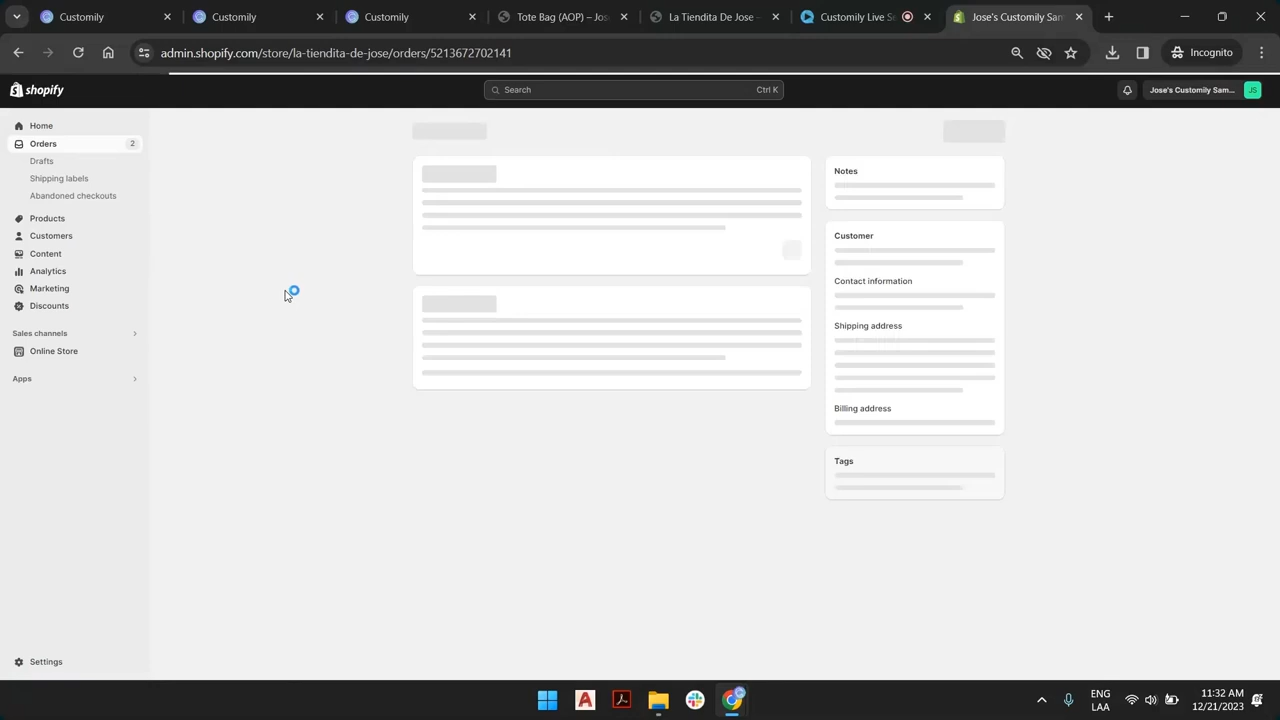 Customily
Customily
Customily
Tote Bag (AOP) – Jos
La Tiendita De Jose –
Customily Live S
Jose's Customily Sam
admin.shopify.com/store/la-tiendita-de-jose/orders/5213672702141
Incognito
shopify
Search
Ctrl K
Jose's Customily Sam...
JS
Home
Orders
2
Drafts
Shipping labels
Abandoned checkouts
Products
Customers
Content
Analytics
Marketing
Discounts
Sales channels
Online Store
Apps
Settings
Notes
Customer
Contact information
Shipping address
Billing address
Tags
ENG
LAA
11:32 AM
12/21/2023